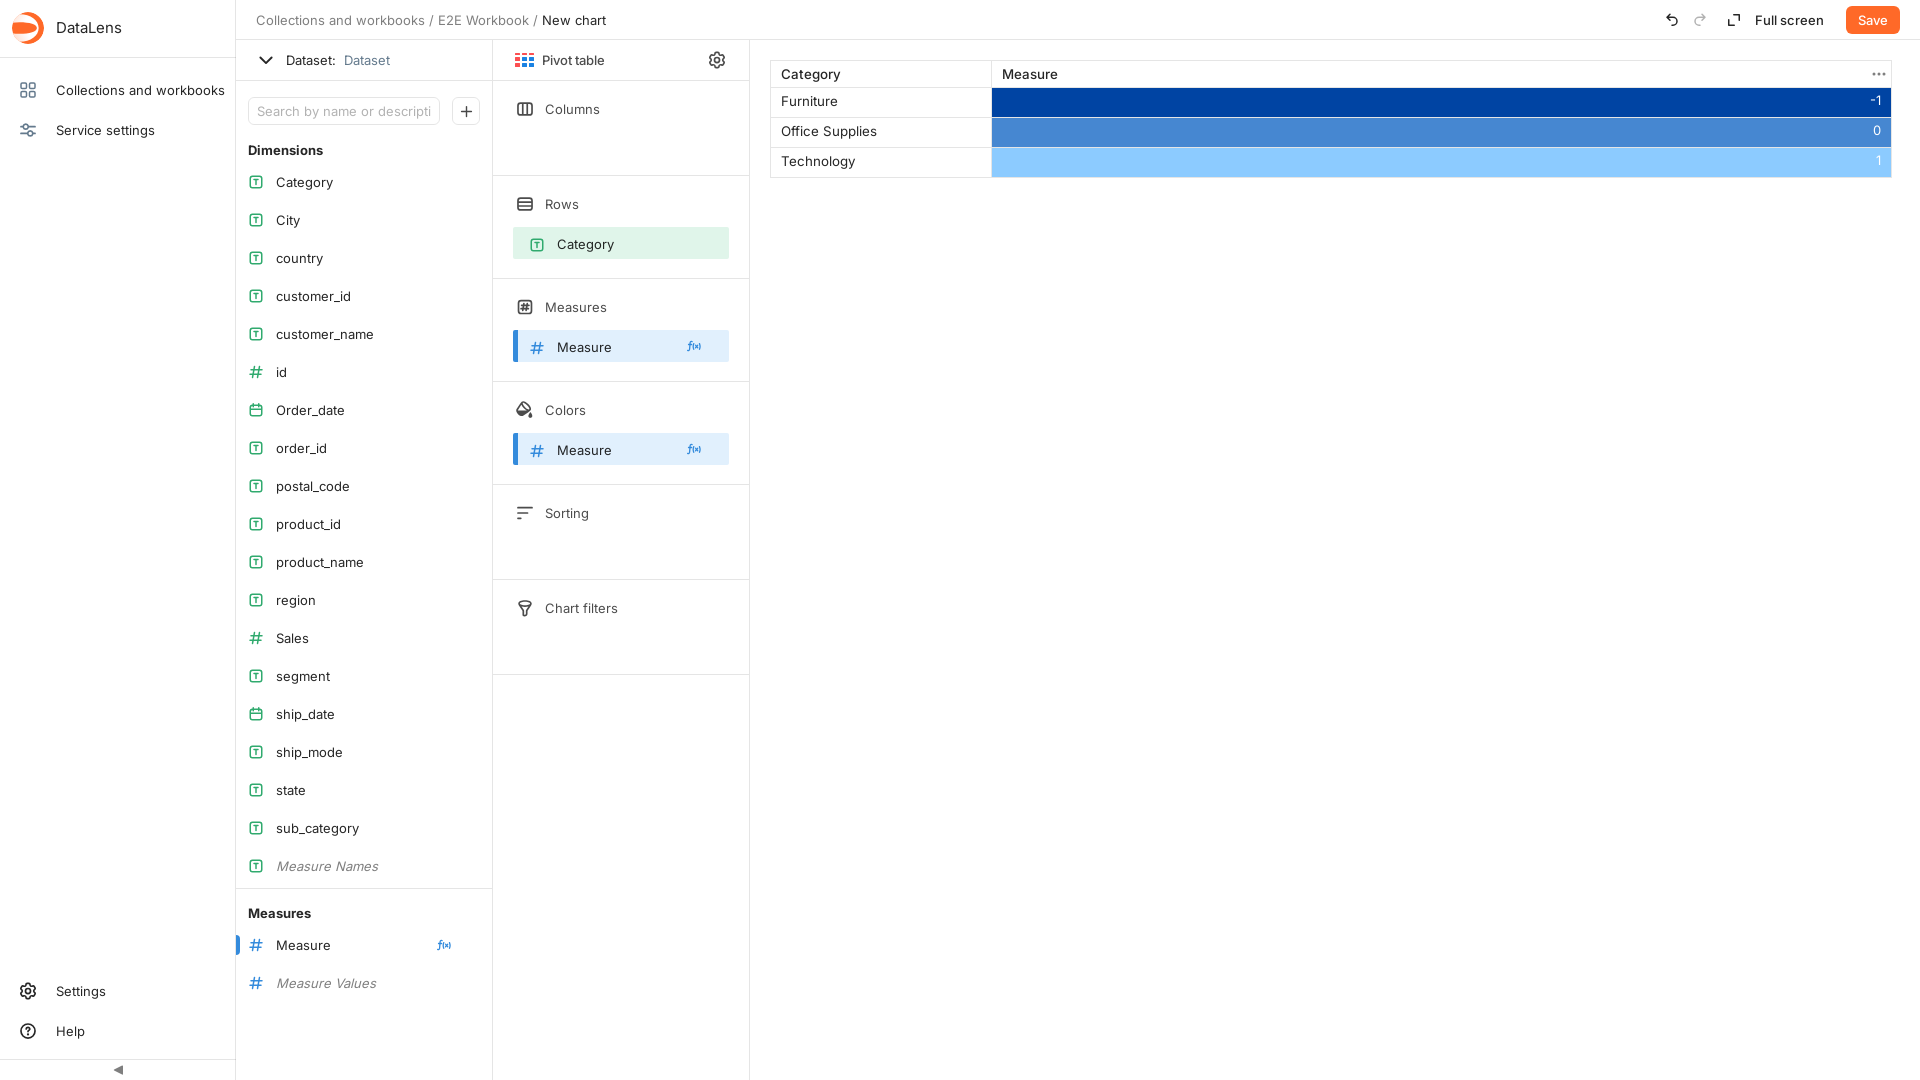 DataLens
Collections and workbooks
Service settings
Settings
Help
Collections and workbooks / E2E Workbook / New chart
Full screen
Save
Dataset: Dataset
Search by name or descripti
Dimensions
Category
City
country
customer_id
customer_name
id
Order_date
order_id
postal_code
product_id
product_name
region
Sales
segment
ship_date
ship_mode
state
sub_category
Measure Names
Measures
Measure f(x)
Measure Values
Pivot table
Columns
Rows
Category
Measures
Measure f(x)
Colors
Measure f(x)
Sorting
Chart filters
Category Measure
Furniture -1
Office Supplies 0
Technology 1